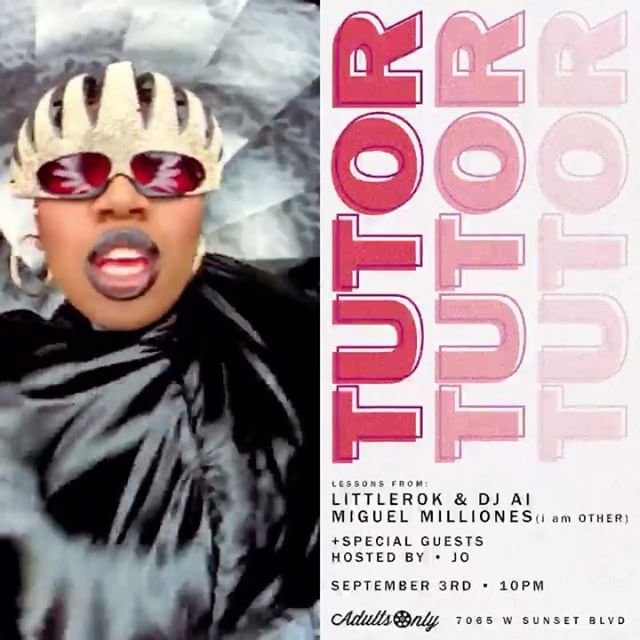 TUTOR
TUTOR
TUTOR
LESSONS FROM:
LITTLEROK & DJ AI
MIGUEL MILLIONES (i am OTHER)
+SPECIAL GUESTS
HOSTED BY • JO
SEPTEMBER 3RD • 10PM
Adults Only 7065 W SUNSET BLVD